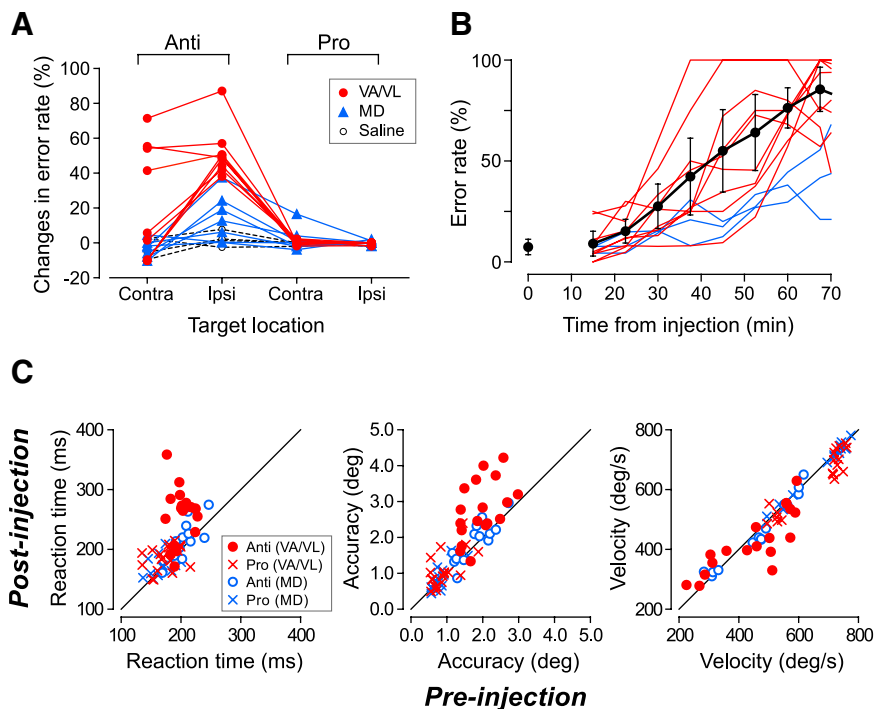 A
Anti
Pro
Changes in error rate (%)
100
80
60
40
20
0
-20
VA/VL
MD
Saline
Contra
Ipsi
Contra
Ipsi
Target location
B
Error rate (%)
100
50
0
0
10
20
30
40
50
60
70
Time from injection (min)
C
Post-injection
Reaction time (ms)
400
300
200
100
100
200
300
400
Reaction time (ms)
Anti (VA/VL)
Pro (VA/VL)
Anti (MD)
Pro (MD)
Accuracy (deg)
5.0
4.0
3.0
2.0
1.0
0.0
0.0
1.0
2.0
3.0
4.0
5.0
Accuracy (deg)
Velocity (deg/s)
800
600
400
200
200
400
600
800
Velocity (deg/s)
Pre-injection